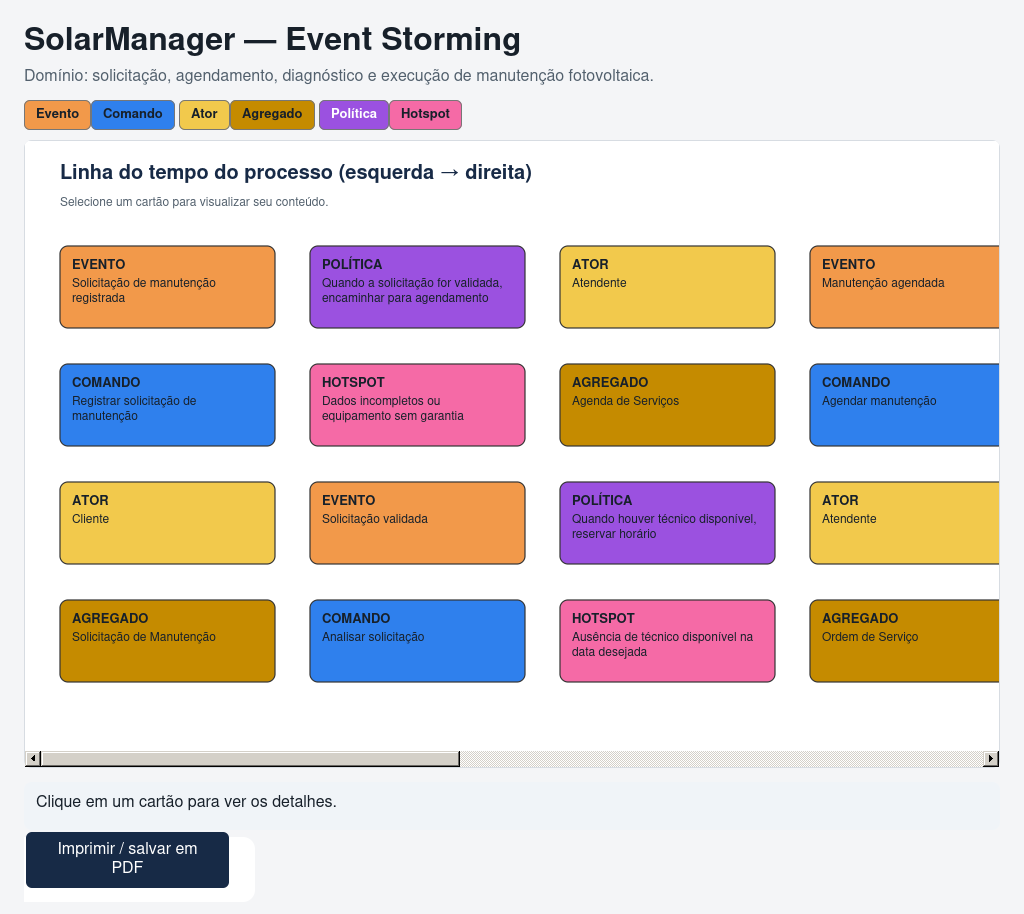 SolarManager — Event Storming
Domínio: solicitação, agendamento, diagnóstico e execução de manutenção fotovoltaica.
Evento Comando Ator Agregado Política Hotspot
Linha do tempo do processo (esquerda → direita)
Selecione um cartão para visualizar seu conteúdo.
EVENTO
Solicitação de manutenção
registrada
POLÍTICA
Quando a solicitação for validada,
encaminhar para agendamento
ATOR
Atendente
EVENTO
Manutenção agendada
COMANDO
Registrar solicitação de
manutenção
HOTSPOT
Dados incompletos ou
equipamento sem garantia
AGREGADO
Agenda de Serviços
COMANDO
Agendar manutenção
ATOR
Cliente
EVENTO
Solicitação validada
POLÍTICA
Quando houver técnico disponível,
reservar horário
ATOR
Atendente
AGREGADO
Solicitação de Manutenção
COMANDO
Analisar solicitação
HOTSPOT
Ausência de técnico disponível na
data desejada
AGREGADO
Ordem de Serviço
Clique em um cartão para ver os detalhes.
Imprimir / salvar em
PDF